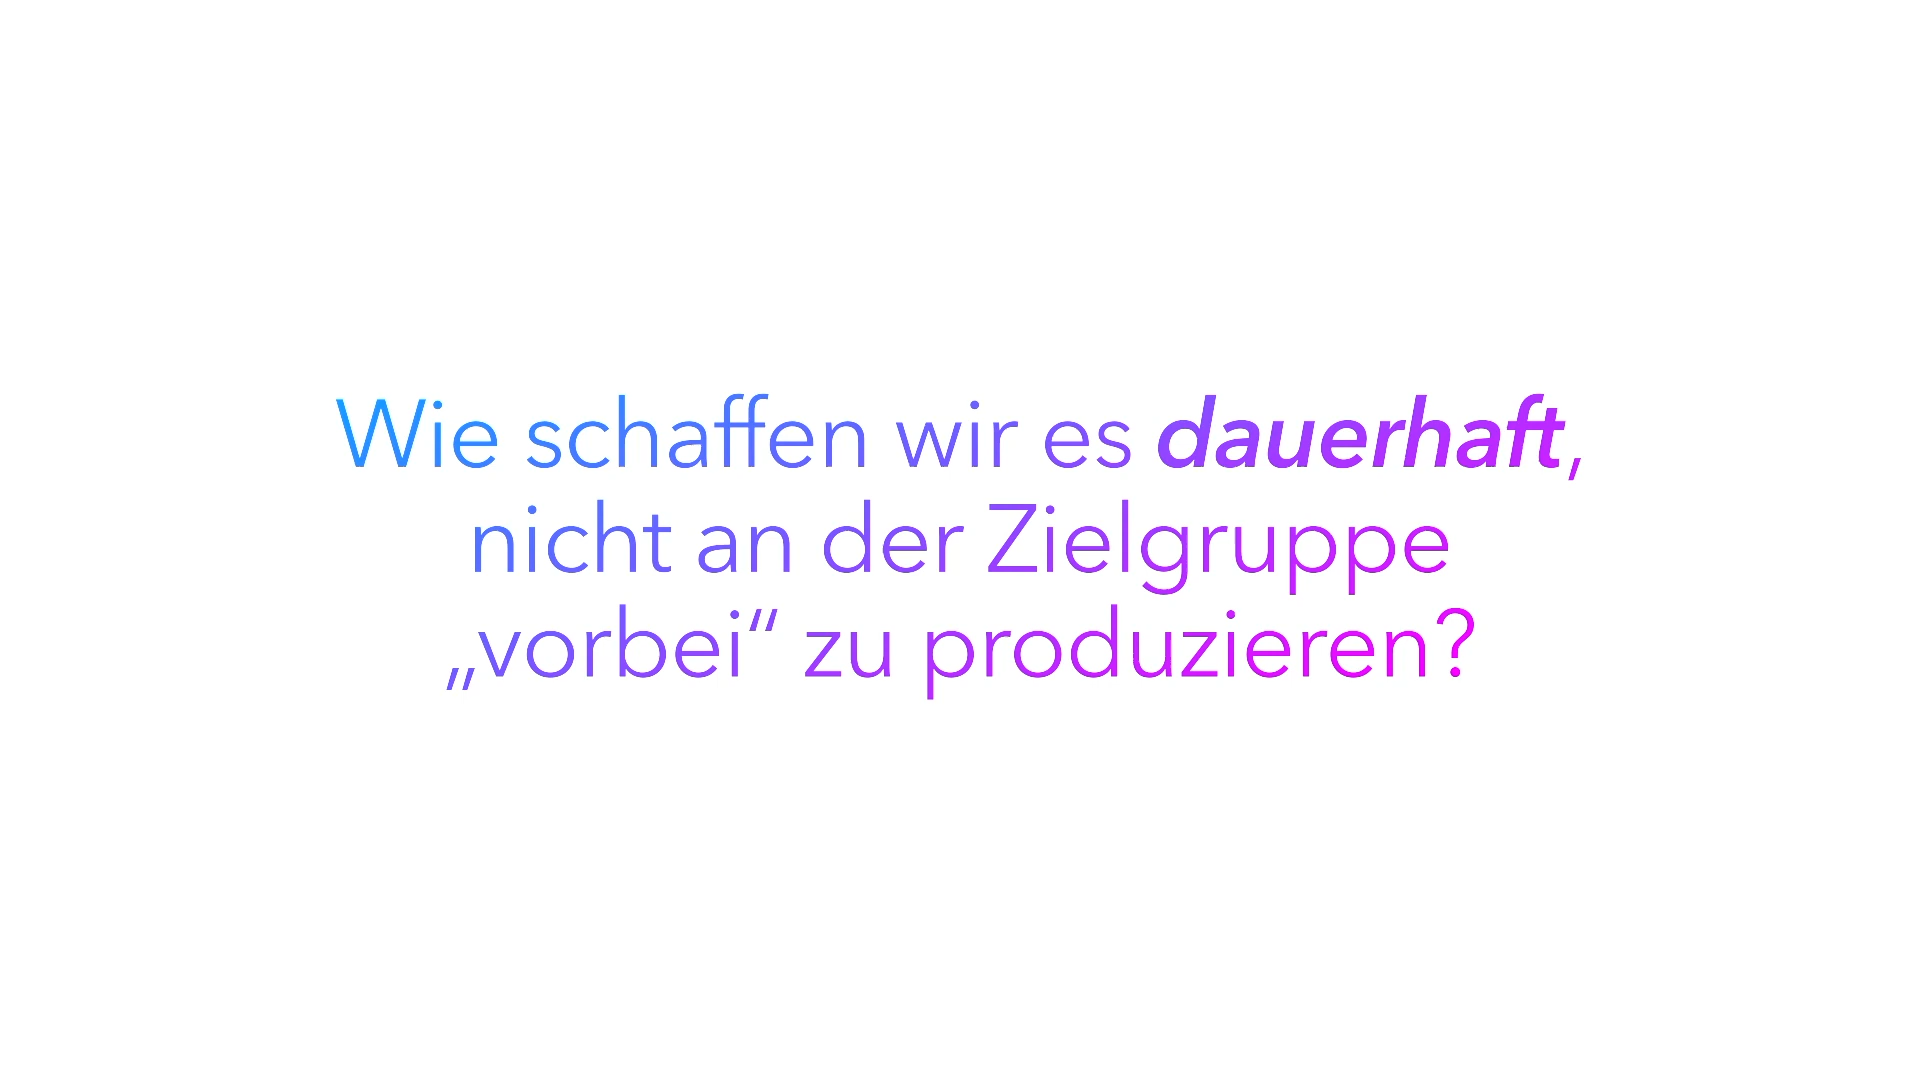 Wie schaffen wir es dauerhaft,
nicht an der Zielgruppe
„vorbei“ zu produzieren?